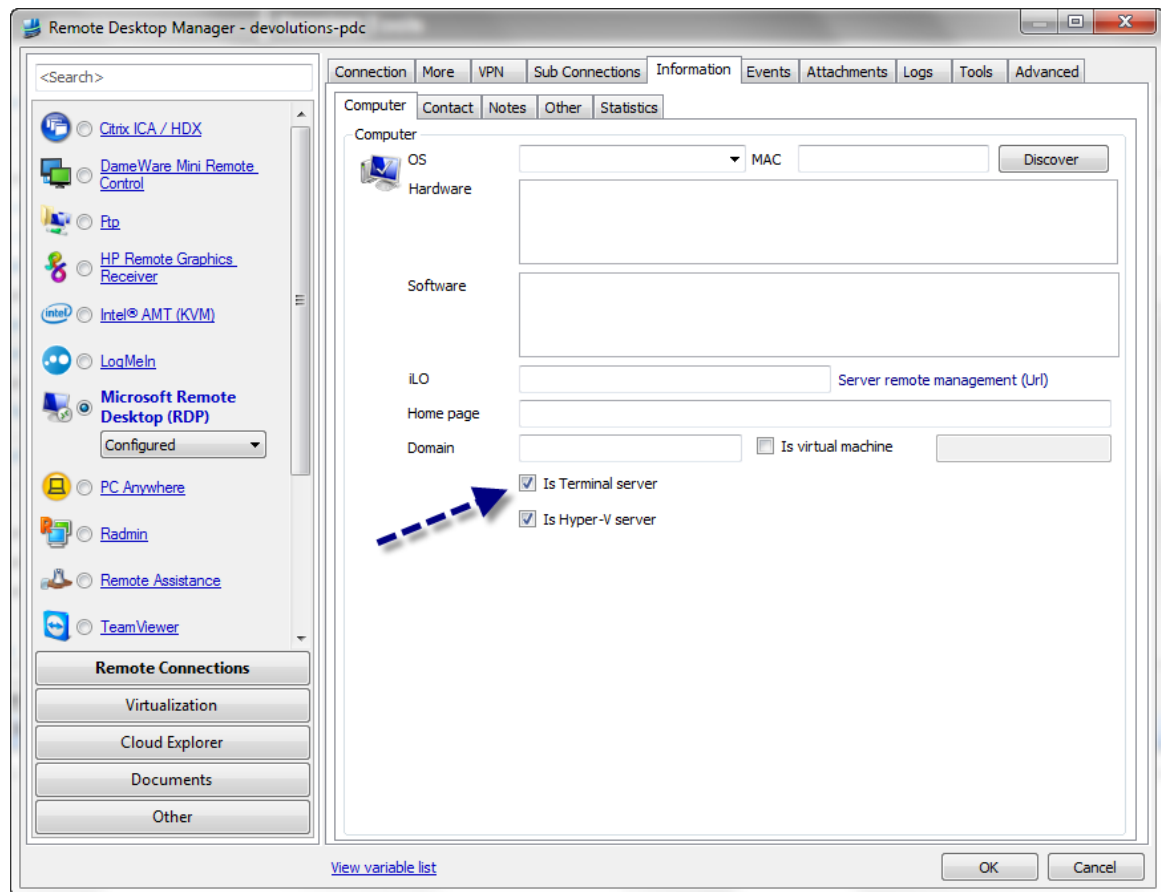 Remote Desktop Manager - devolutions-pdc
<Search>
Citrix ICA / HDX
DameWare Mini Remote
Control
Ftp
HP Remote Graphics
Receiver
intel
Intel® AMT (KVM)
LogMeIn
Microsoft Remote
Desktop (RDP)
Configured
PC Anywhere
Radmin
Remote Assistance
TeamViewer
Remote Connections
Virtualization
Cloud Explorer
Documents
Other
Connection More VPN Sub Connections Information Events Attachments Logs Tools Advanced
Computer Contact Notes Other Statistics
Computer
OS MAC Discover
Hardware
Software
iLO Server remote management (Url)
Home page
Domain Is virtual machine
Is Terminal server
Is Hyper-V server
View variable list OK Cancel